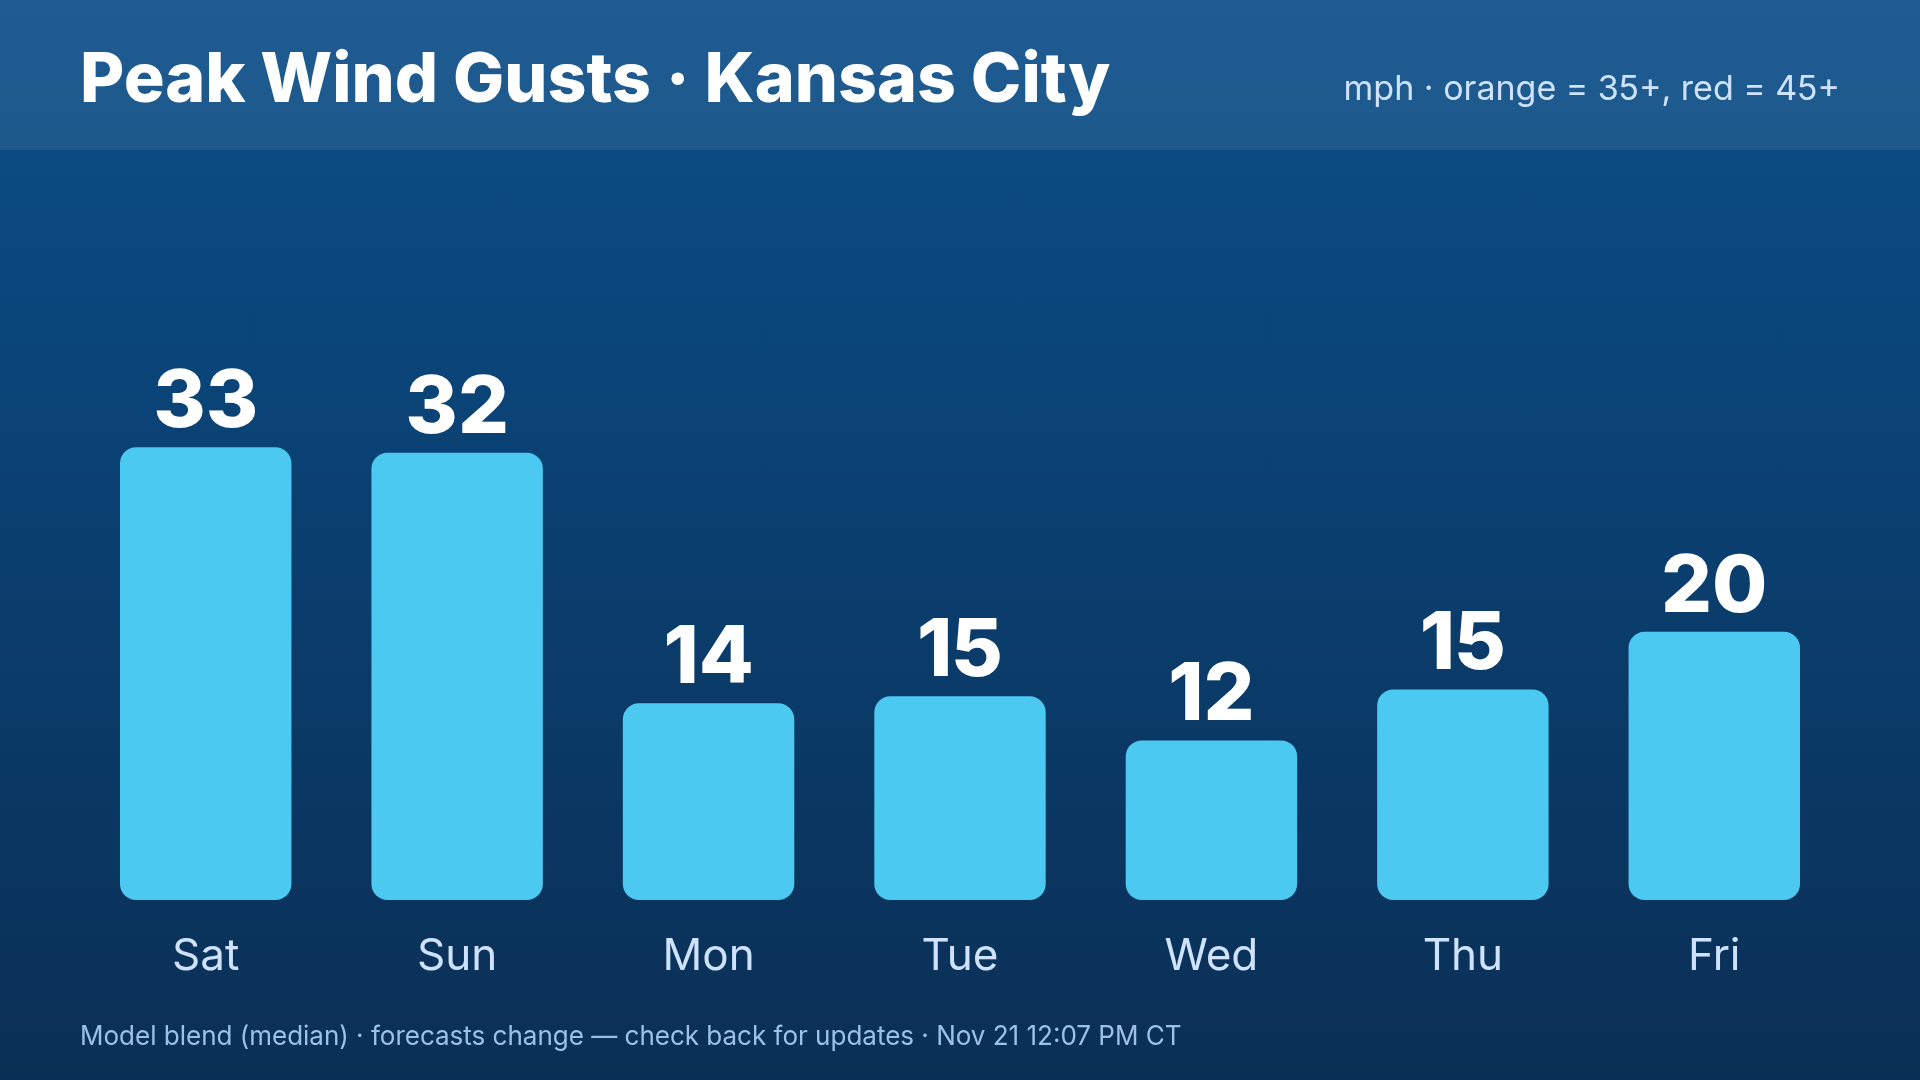 Peak Wind Gusts · Kansas City
mph · orange = 35+, red = 45+
33
32
14
15
12
15
20
Sat
Sun
Mon
Tue
Wed
Thu
Fri
Model blend (median) · forecasts change — check back for updates · Nov 21 12:07 PM CT